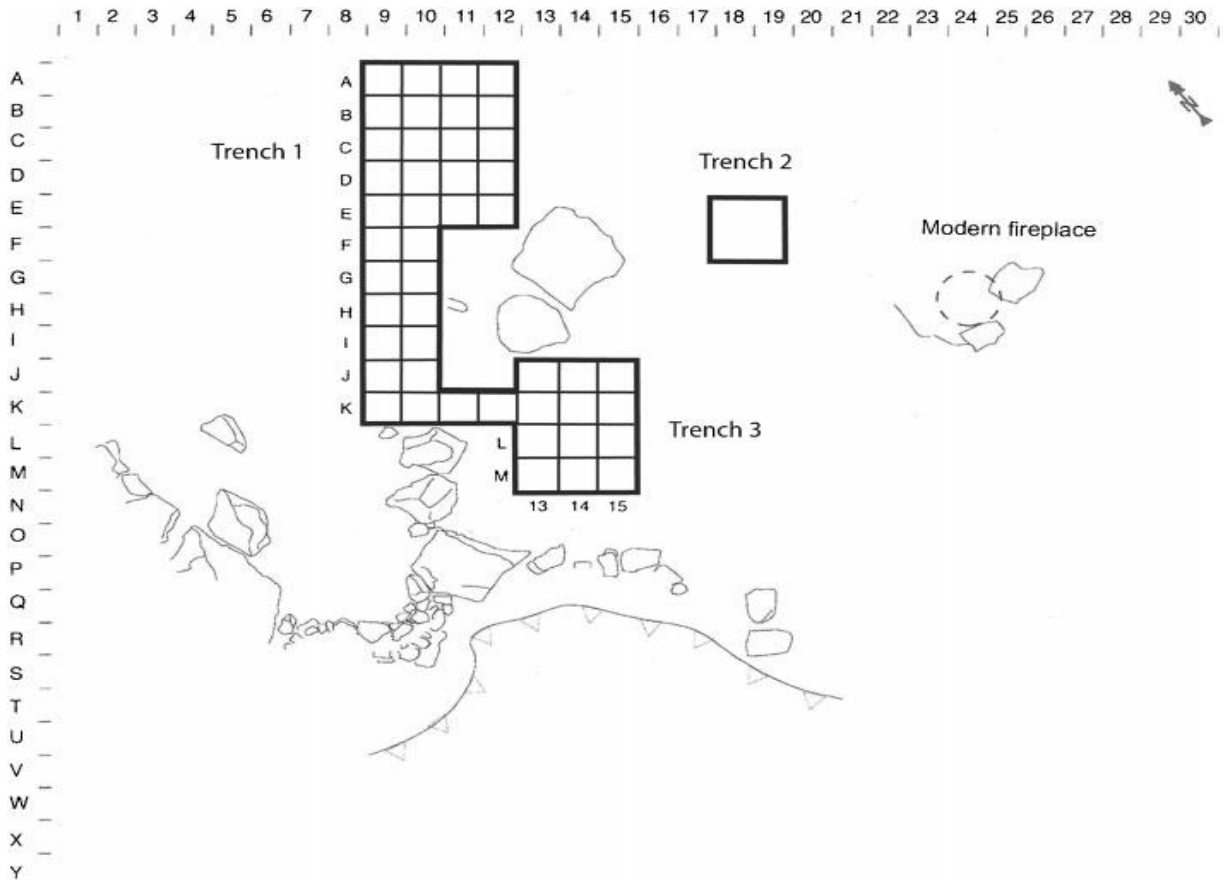 1 2 3 4 5 6 7 8 9 10 11 12 13 14 15 16 17 18 19 20 21 22 23 24 25 26 27 28 29 30
A A
B B
C C
Trench 1
D D
Trench 2
E E
F F
Modern fireplace
G G
H H
I I
J J
K K
Trench 3
L L
M M
N 13 14 15
O
P
Q
R
S
T
U
V
W
X
Y
N